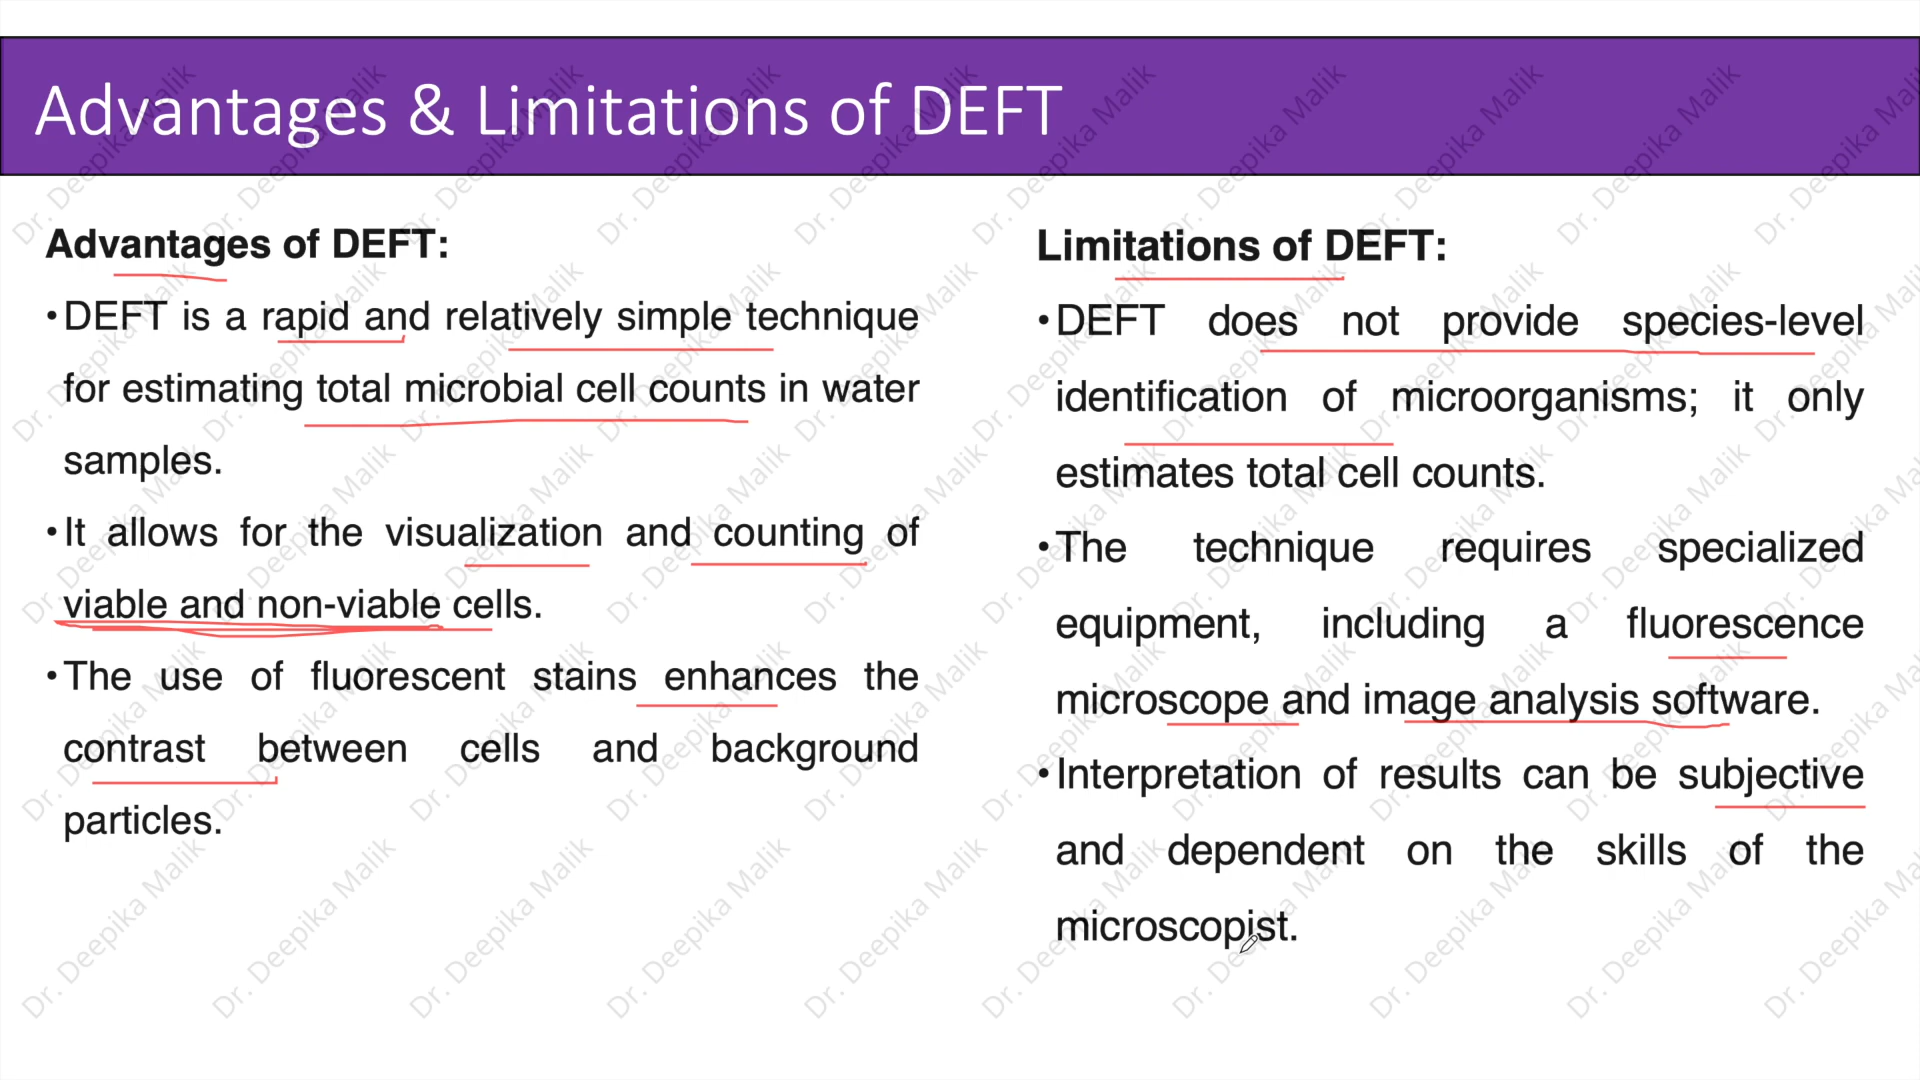 Advantages & Limitations of DEFT
Advantages of DEFT:
•DEFT is a rapid and relatively simple technique
for estimating total microbial cell counts in water
samples.
•It allows for the visualization and counting of
viable and non-viable cells.
•The use of fluorescent stains enhances the
contrast between cells and background
particles.
Limitations of DEFT:
•DEFT does not provide species-level
identification of microorganisms; it only
estimates total cell counts.
•The technique requires specialized
equipment, including a fluorescence
microscope and image analysis software.
•Interpretation of results can be subjective
and dependent on the skills of the
microscopist.
Dr. Deepika Malik